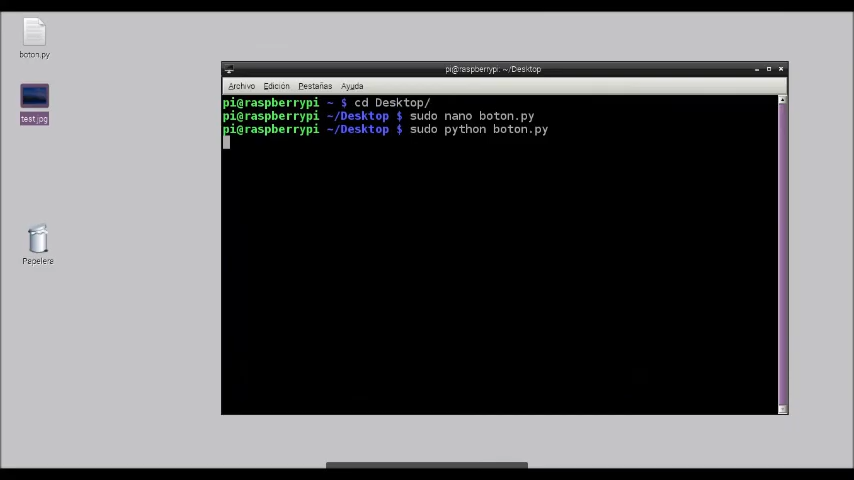 boton.py
test.jpg
Papelera
pi@raspberrypi: ~/Desktop
Archivo Edición Pestañas Ayuda
pi@raspberrypi ~ $ cd Desktop/
pi@raspberrypi ~/Desktop $ sudo nano boton.py
pi@raspberrypi ~/Desktop $ sudo python boton.py